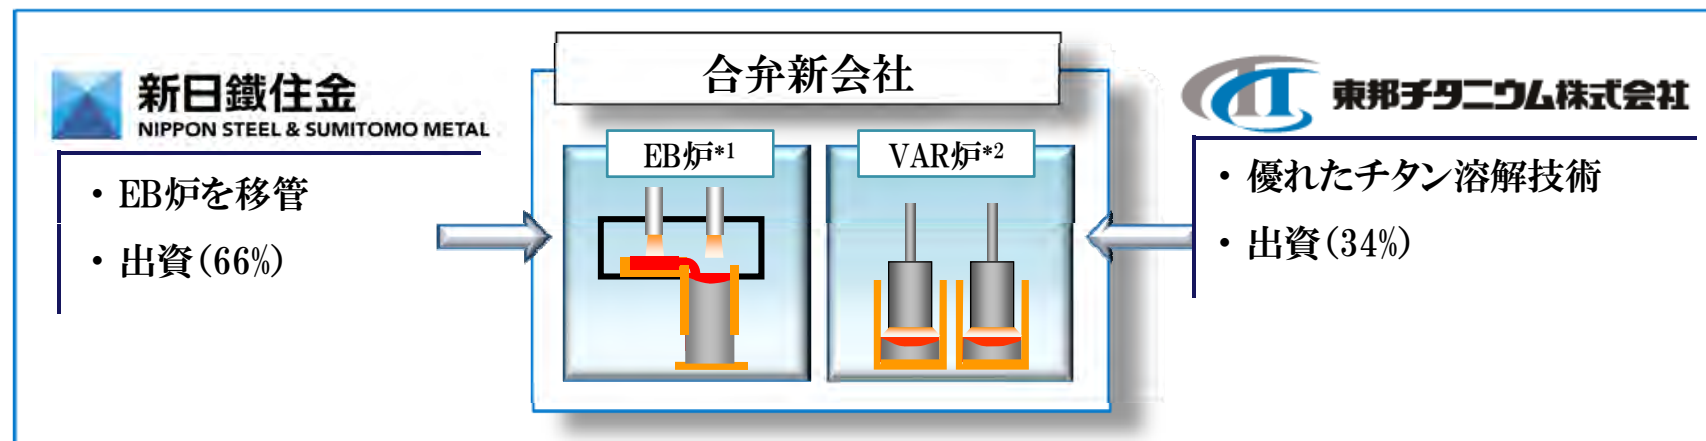 新日鐵住金
NIPPON STEEL & SUMITOMO METAL
・EB炉を移管
・出資(66%)
合弁新会社
EB炉*1
VAR炉*2
東邦チタニウム株式会社
・優れたチタン溶解技術
・出資(34%)